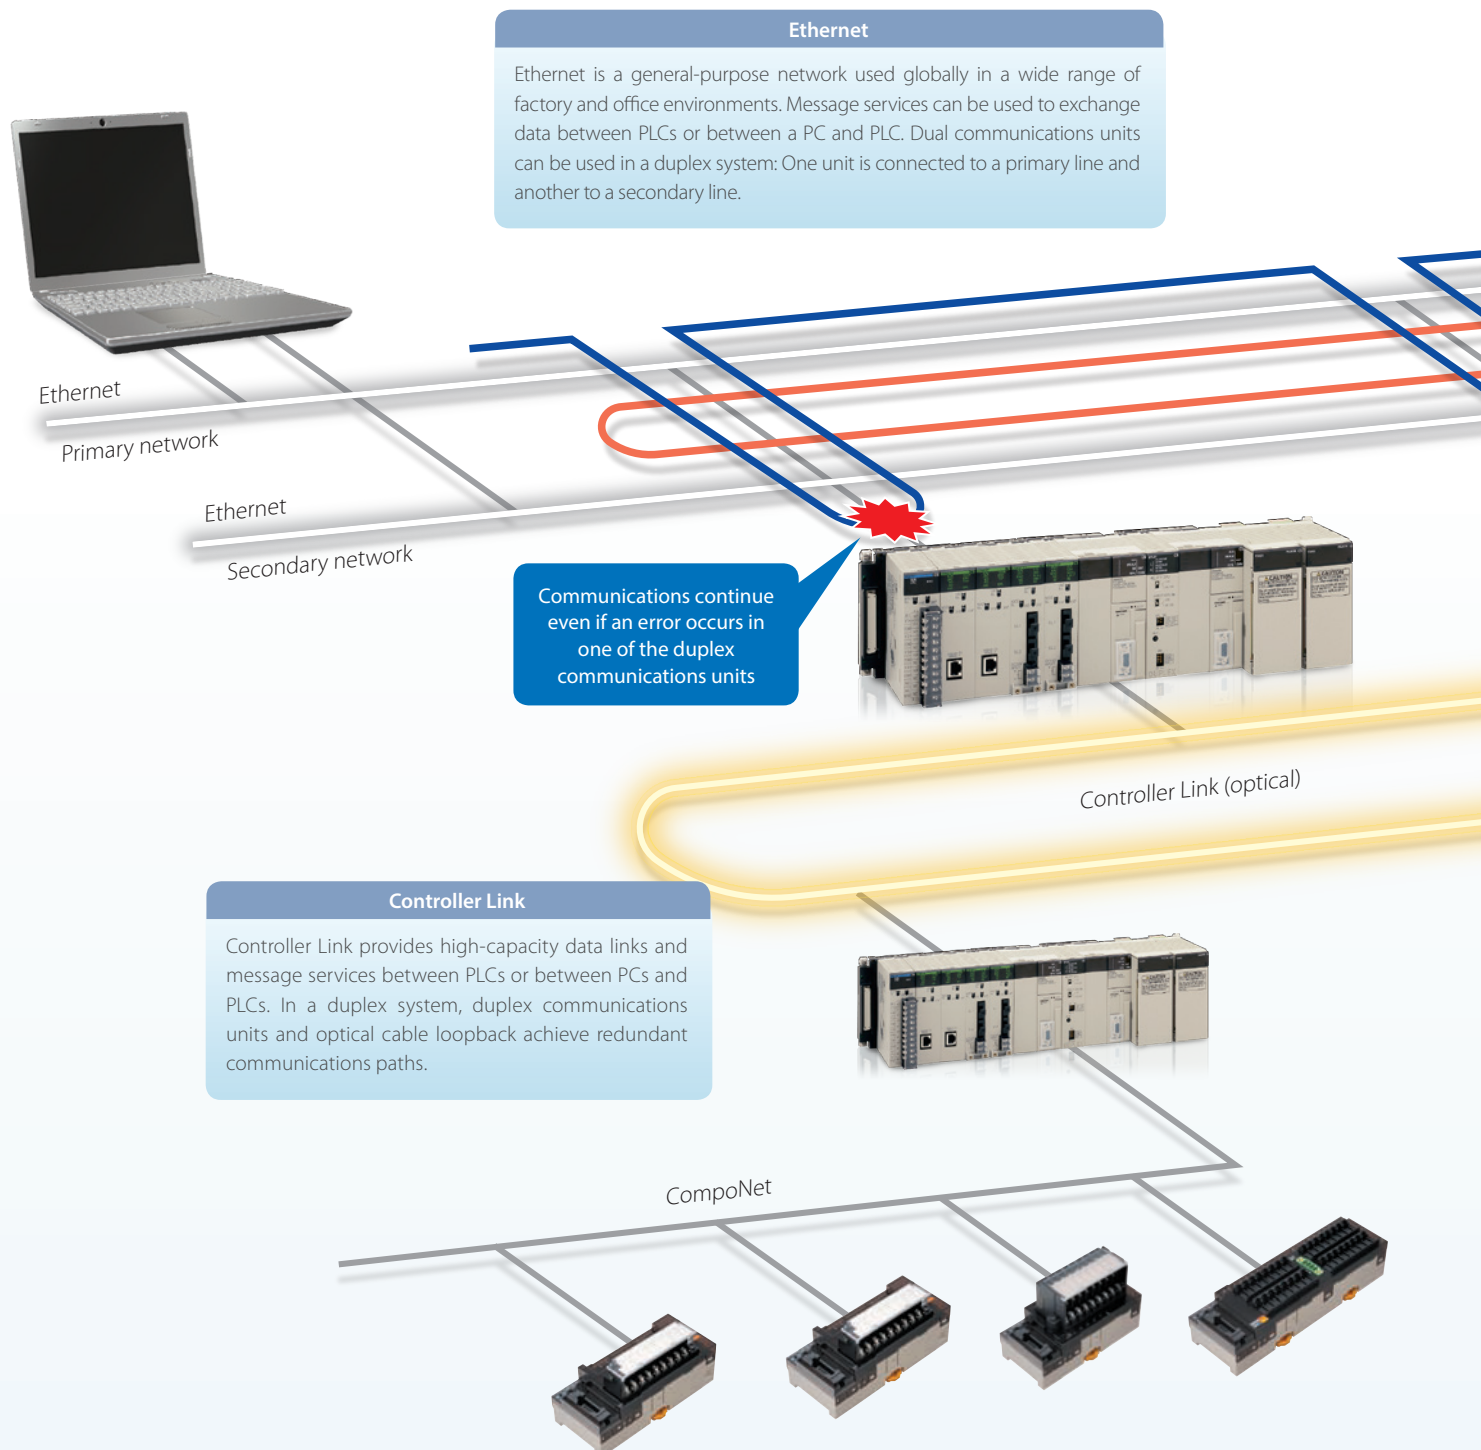 Ethernet
Ethernet is a general-purpose network used globally in a wide range of
factory and office environments. Message services can be used to exchange
data between PLCs or between a PC and PLC. Dual communications units
can be used in a duplex system: One unit is connected to a primary line and
another to a secondary line.
Ethernet
Primary network
Ethernet
Secondary network
Communications continue
even if an error occurs in
one of the duplex
communications units
CAUTION
CAUTION
Controller Link (optical)
Controller Link
Controller Link provides high-capacity data links and
message services between PLCs or between PCs and
PLCs. In a duplex system, duplex communications
units and optical cable loopback achieve redundant
communications paths.
CompoNet